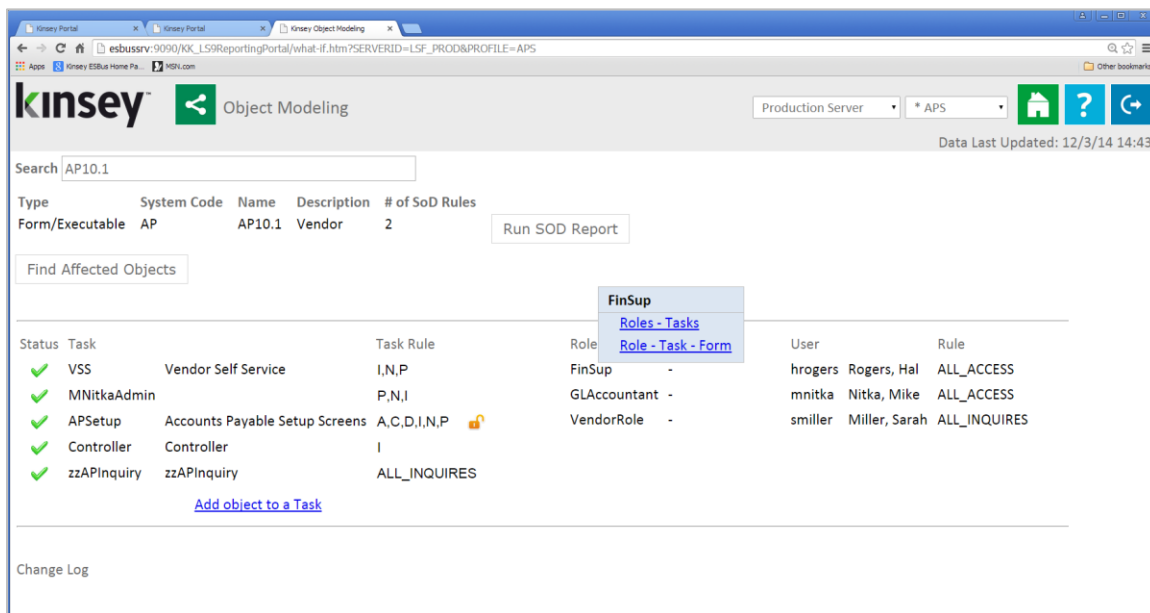 Kinsey Portal x Kinsey Portal x Kinsey Object Modeling x
esbussrv:9090/KK_LS9ReportingPortal/what-if.htm?SERVERID=LSF_PROD&PROFILE=APS
Apps Kinsey ESBus Home Pa... MSN.com Other bookmarks
kinsey™ Object Modeling Production Server * APS ?
Data Last Updated: 12/3/14 14:43
Search AP10.1
Type System Code Name Description # of SoD Rules
Form/Executable AP AP10.1 Vendor 2 Run SOD Report
Find Affected Objects
FinSup
Roles - Tasks
Role - Task - Form
Status Task Task Rule Role User Rule
VSS Vendor Self Service I,N,P FinSup - hrogers Rogers, Hal ALL_ACCESS
MNitkaAdmin P,N,I GLAccountant - mnitka Nitka, Mike ALL_ACCESS
APSetup Accounts Payable Setup Screens A,C,D,I,N,P VendorRole - smiller Miller, Sarah ALL_INQUIRES
Controller Controller I
zzAPInquiry zzAPInquiry ALL_INQUIRES
Add object to a Task
Change Log